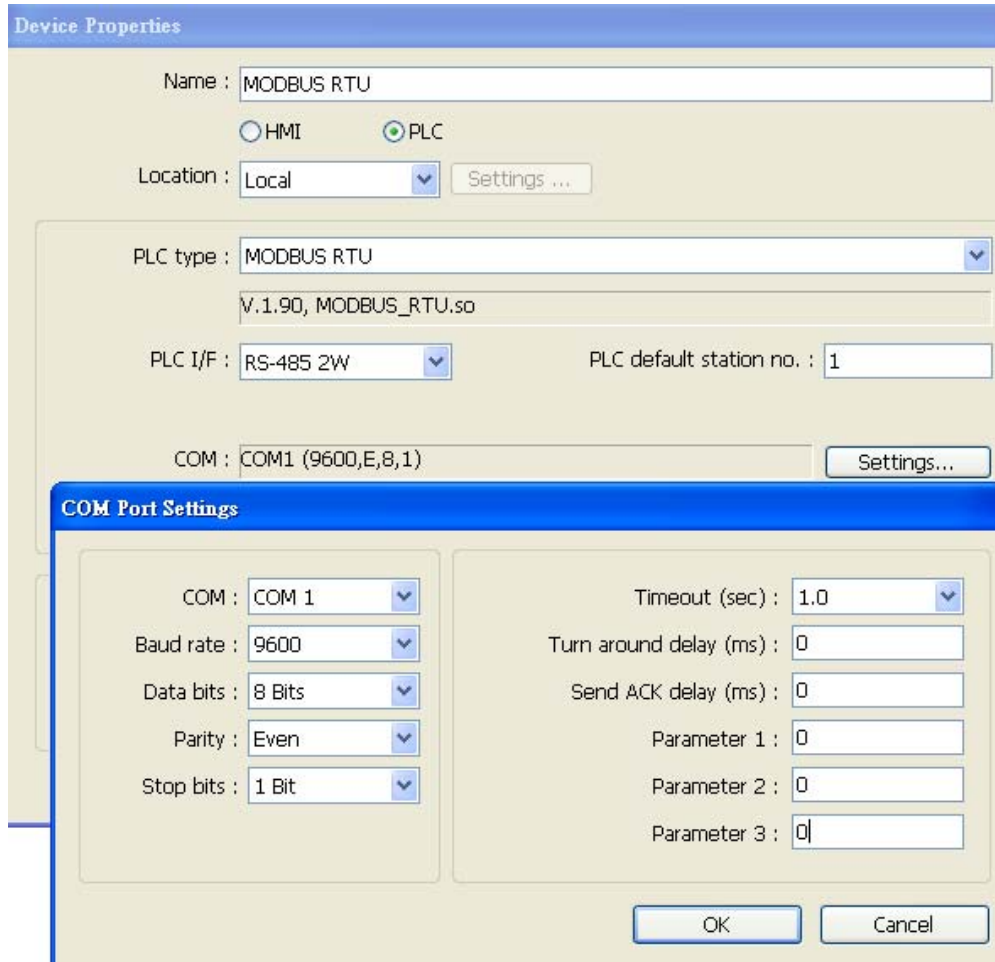 Device Properties
Name : MODBUS RTU
HMI PLC
Location : Local Settings ...
PLC type : MODBUS RTU
V.1.90, MODBUS_RTU.so
PLC I/F : RS-485 2W PLC default station no. : 1
COM : COM1 (9600,E,8,1) Settings...
COM Port Settings
COM : COM 1 Timeout (sec) : 1.0
Baud rate : 9600 Turn around delay (ms) : 0
Data bits : 8 Bits Send ACK delay (ms) : 0
Parity : Even Parameter 1 : 0
Stop bits : 1 Bit Parameter 2 : 0
Parameter 3 : 0
OK Cancel